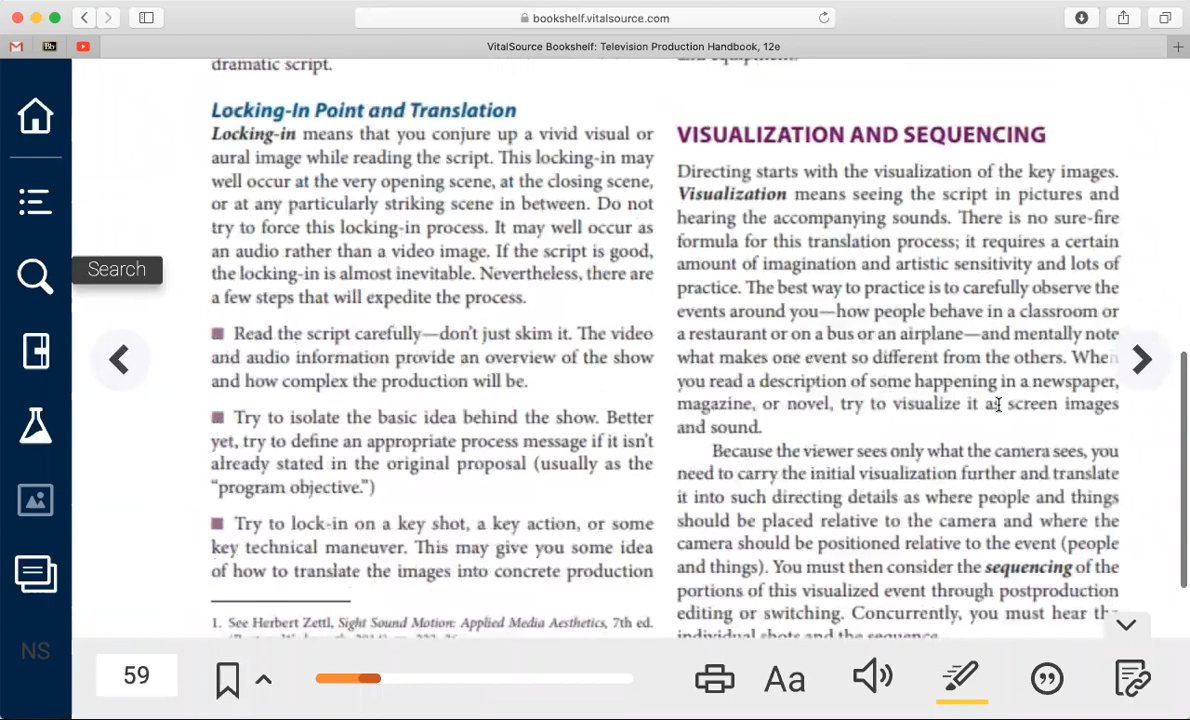 bookshelf.vitalsource.com
Bb
VitalSource Bookshelf: Television Production Handbook, 12e
dramatic script.
Locking-In Point and Translation
Locking-in means that you conjure up a vivid visual or
aural image while reading the script. This locking-in may
well occur at the very opening scene, at the closing scene,
or at any particularly striking scene in between. Do not
try to force this locking-in process. It may well occur as
an audio rather than a video image. If the script is good,
the locking-in is almost inevitable. Nevertheless, there are
a few steps that will expedite the process.
■ Read the script carefully—don't just skim it. The video
and audio information provide an overview of the show
and how complex the production will be.
■ Try to isolate the basic idea behind the show. Better
yet, try to define an appropriate process message if it isn't
already stated in the original proposal (usually as the
“program objective.”)
■ Try to lock-in on a key shot, a key action, or some
key technical maneuver. This may give you some idea
of how to translate the images into concrete production
1. See Herbert Zettl, Sight Sound Motion: Applied Media Aesthetics, 7th ed.
VISUALIZATION AND SEQUENCING
Directing starts with the visualization of the key images.
Visualization means seeing the script in pictures and
hearing the accompanying sounds. There is no sure-fire
formula for this translation process; it requires a certain
amount of imagination and artistic sensitivity and lots of
practice. The best way to practice is to carefully observe the
events around you—how people behave in a classroom or
a restaurant or on a bus or an airplane—and mentally note
what makes one event so different from the others. When
you read a description of some happening in a newspaper,
magazine, or novel, try to visualize it as screen images
and sound.
Because the viewer sees only what the camera sees, you
need to carry the initial visualization further and translate
it into such directing details as where people and things
should be placed relative to the camera and where the
camera should be positioned relative to the event (people
and things). You must then consider the sequencing of the
portions of this visualized event through postproduction
editing or switching. Concurrently, you must hear the
individual shots and the sequence.
Search
NS
59
Aa